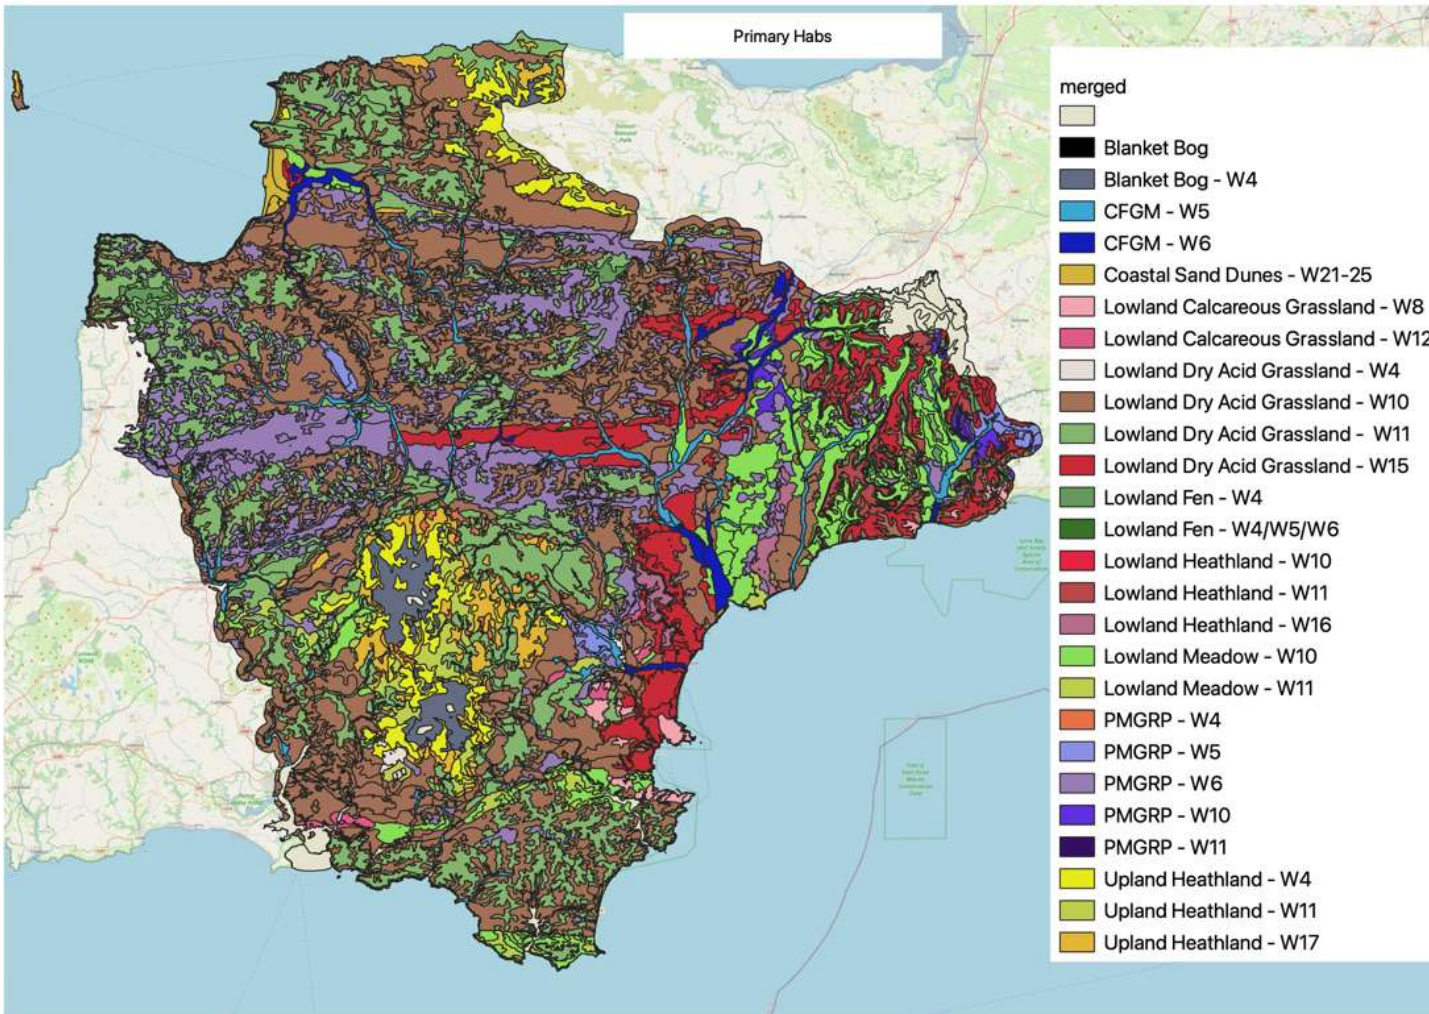 Primary Habs
merged
Blanket Bog
Blanket Bog - W4
CFGM - W5
CFGM - W6
Coastal Sand Dunes - W21-25
Lowland Calcareous Grassland - W8
Lowland Calcareous Grassland - W12
Lowland Dry Acid Grassland - W4
Lowland Dry Acid Grassland - W10
Lowland Dry Acid Grassland -  W11
Lowland Dry Acid Grassland - W15
Lowland Fen - W4
Lowland Fen - W4/W5/W6
Lowland Heathland - W10
Lowland Heathland - W11
Lowland Heathland - W16
Lowland Meadow - W10
Lowland Meadow - W11
PMGRP - W4
PMGRP - W5
PMGRP - W6
PMGRP - W10
PMGRP - W11
Upland Heathland - W4
Upland Heathland - W11
Upland Heathland - W17